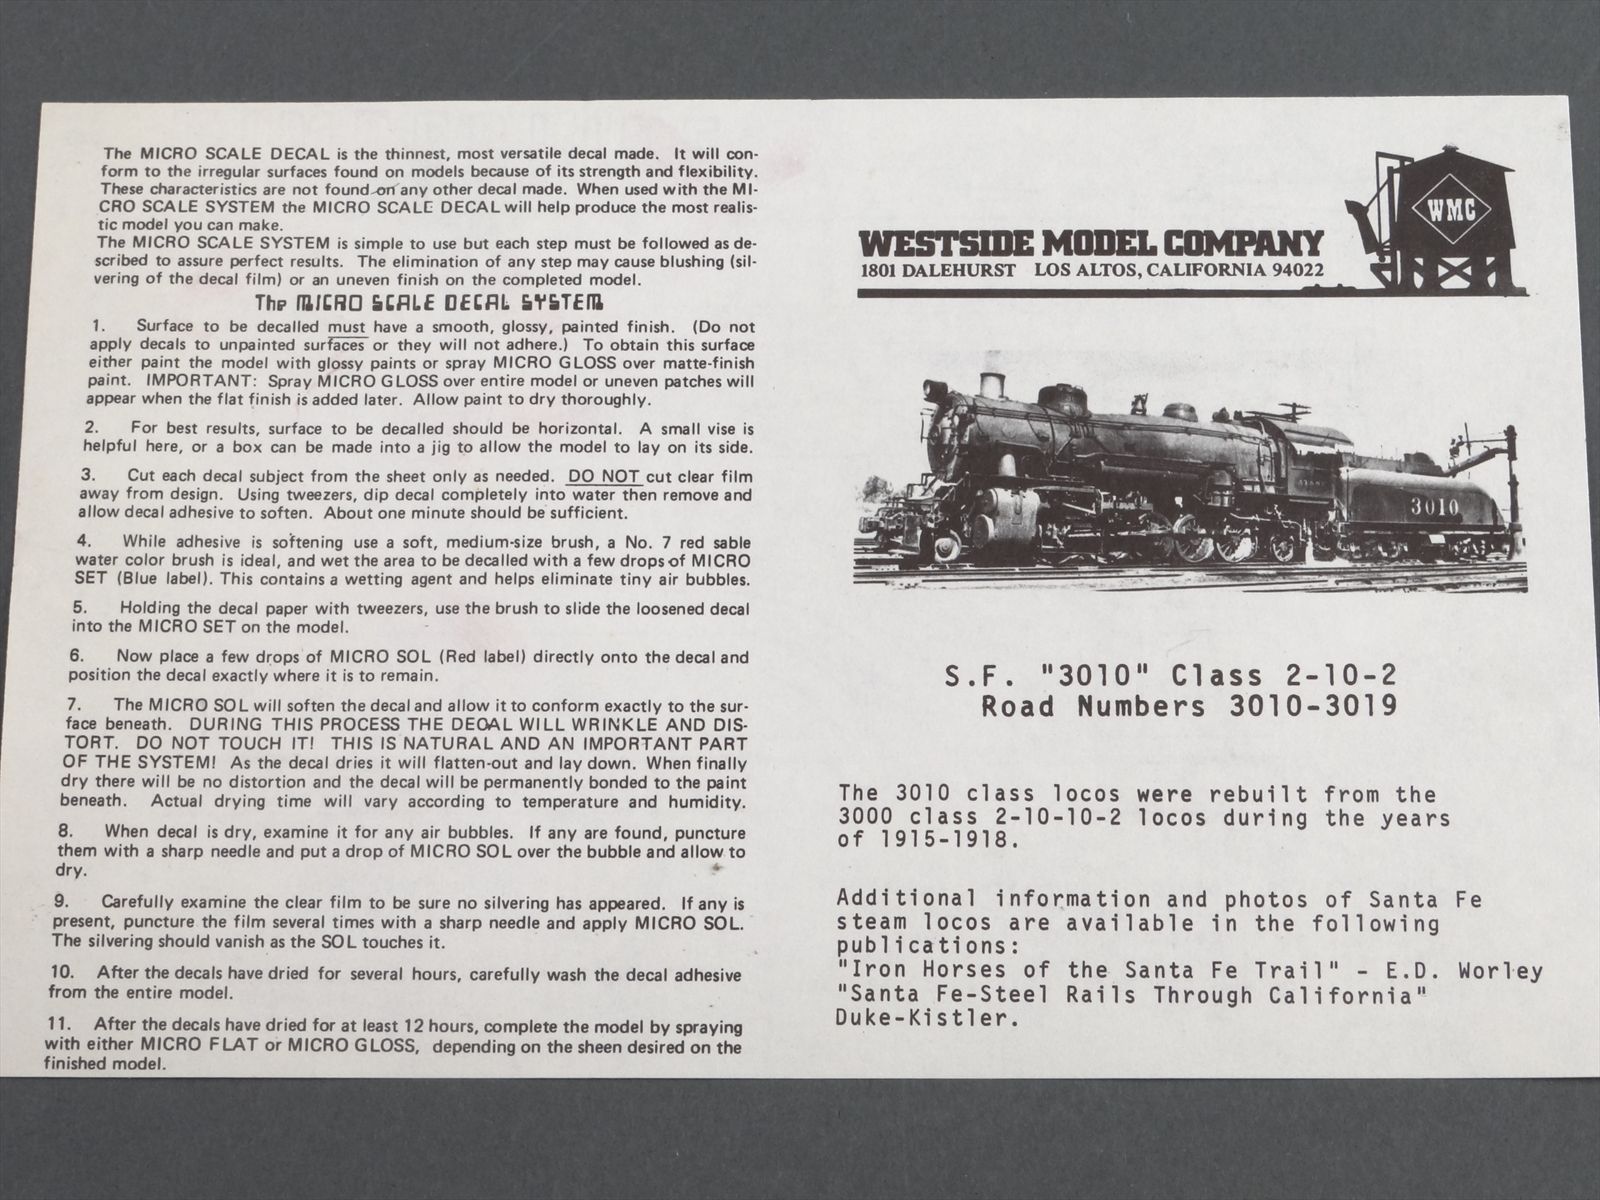 The MICRO SCALE DECAL is the thinnest, most versatile decal made. It will con-
form to the irregular surfaces found on models because of its strength and flexibility.
These characteristics are not found on any other decal made. When used with the MI-
CRO SCALE SYSTEM the MICRO SCALE DECAL will help produce the most realis-
tic model you can make.
The MICRO SCALE SYSTEM is simple to use but each step must be followed as de-
scribed to assure perfect results. The elimination of any step may cause blushing (sil-
vering of the decal film) or an uneven finish on the completed model.
The MICRO SCALE DECAL SYSTEM
1. Surface to be decalled must have a smooth, glossy, painted finish. (Do not
apply decals to unpainted surfaces or they will not adhere.) To obtain this surface
either paint the model with glossy paints or spray MICRO GLOSS over matte-finish
paint. IMPORTANT: Spray MICRO GLOSS over entire model or uneven patches will
appear when the flat finish is added later. Allow paint to dry thoroughly.
2. For best results, surface to be decalled should be horizontal. A small vise is
helpful here, or a box can be made into a jig to allow the model to lay on its side.
3. Cut each decal subject from the sheet only as needed. DO NOT cut clear film
away from design. Using tweezers, dip decal completely into water then remove and
allow decal adhesive to soften. About one minute should be sufficient.
4. While adhesive is softening use a soft, medium-size brush, a No. 7 red sable
water color brush is ideal, and wet the area to be decalled with a few drops of MICRO
SET (Blue label). This contains a wetting agent and helps eliminate tiny air bubbles.
5. Holding the decal paper with tweezers, use the brush to slide the loosened decal
into the MICRO SET on the model.
6. Now place a few drops of MICRO SOL (Red label) directly onto the decal and
position the decal exactly where it is to remain.
7. The MICRO SOL will soften the decal and allow it to conform exactly to the sur-
face beneath. DURING THIS PROCESS THE DECAL WILL WRINKLE AND DIS-
TORT. DO NOT TOUCH IT! THIS IS NATURAL AND AN IMPORTANT PART
OF THE SYSTEM! As the decal dries it will flatten-out and lay down. When finally
dry there will be no distortion and the decal will be permanently bonded to the paint
beneath. Actual drying time will vary according to temperature and humidity.
8. When decal is dry, examine it for any air bubbles. If any are found, puncture
them with a sharp needle and put a drop of MICRO SOL over the bubble and allow to
dry.
9. Carefully examine the clear film to be sure no silvering has appeared. If any is
present, puncture the film several times with a sharp needle and apply MICRO SOL.
The silvering should vanish as the SOL touches it.
10. After the decals have dried for several hours, carefully wash the decal adhesive
from the entire model.
11. After the decals have dried for at least 12 hours, complete the model by spraying
with either MICRO FLAT or MICRO GLOSS, depending on the sheen desired on the
finished model.
WMC
WESTSIDE MODEL COMPANY
1801 DALEHURST LOS ALTOS, CALIFORNIA 94022
3010
S.F. "3010" Class 2-10-2
Road Numbers 3010-3019
The 3010 class locos were rebuilt from the
3000 class 2-10-10-2 locos during the years
of 1915-1918.
Additional information and photos of Santa Fe
steam locos are available in the following
publications:
"Iron Horses of the Santa Fe Trail" - E.D. Worley
"Santa Fe-Steel Rails Through California"
Duke-Kistler.